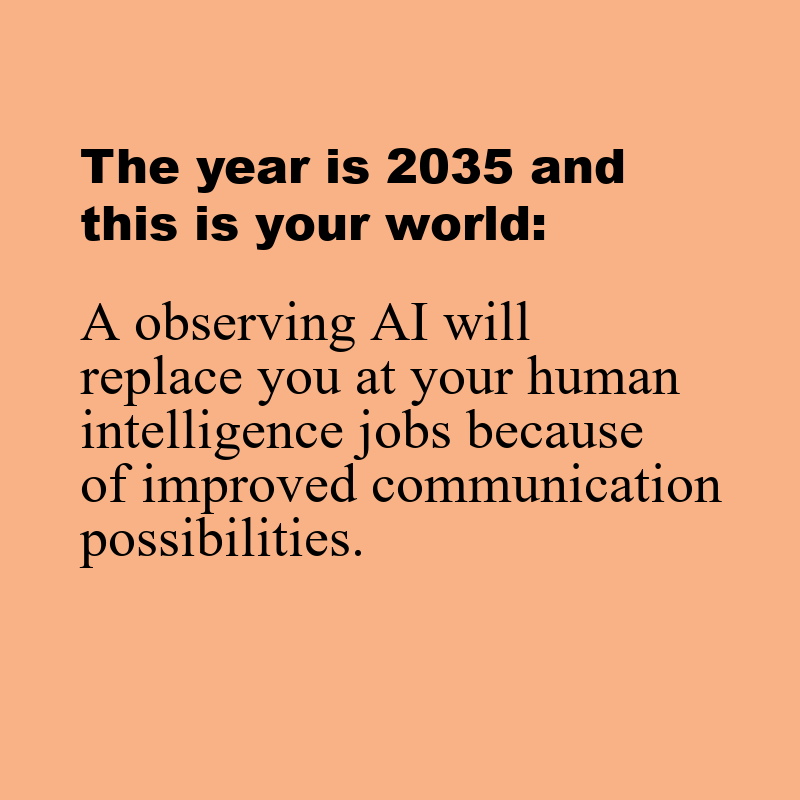 The year is 2035 and
this is your world:
A observing AI will
replace you at your human
intelligence jobs because
of improved communication
possibilities.